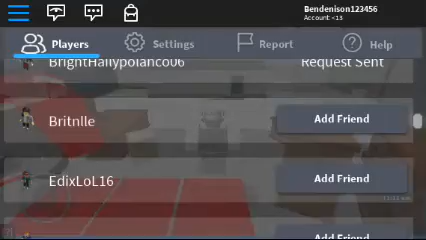 Bendenison123456
Account: <13
Players
Settings
Report
Help
BrightHallypolanco06
Request Sent
Britnlle
Add Friend
EdixLoL16
Add Friend
Add Friend